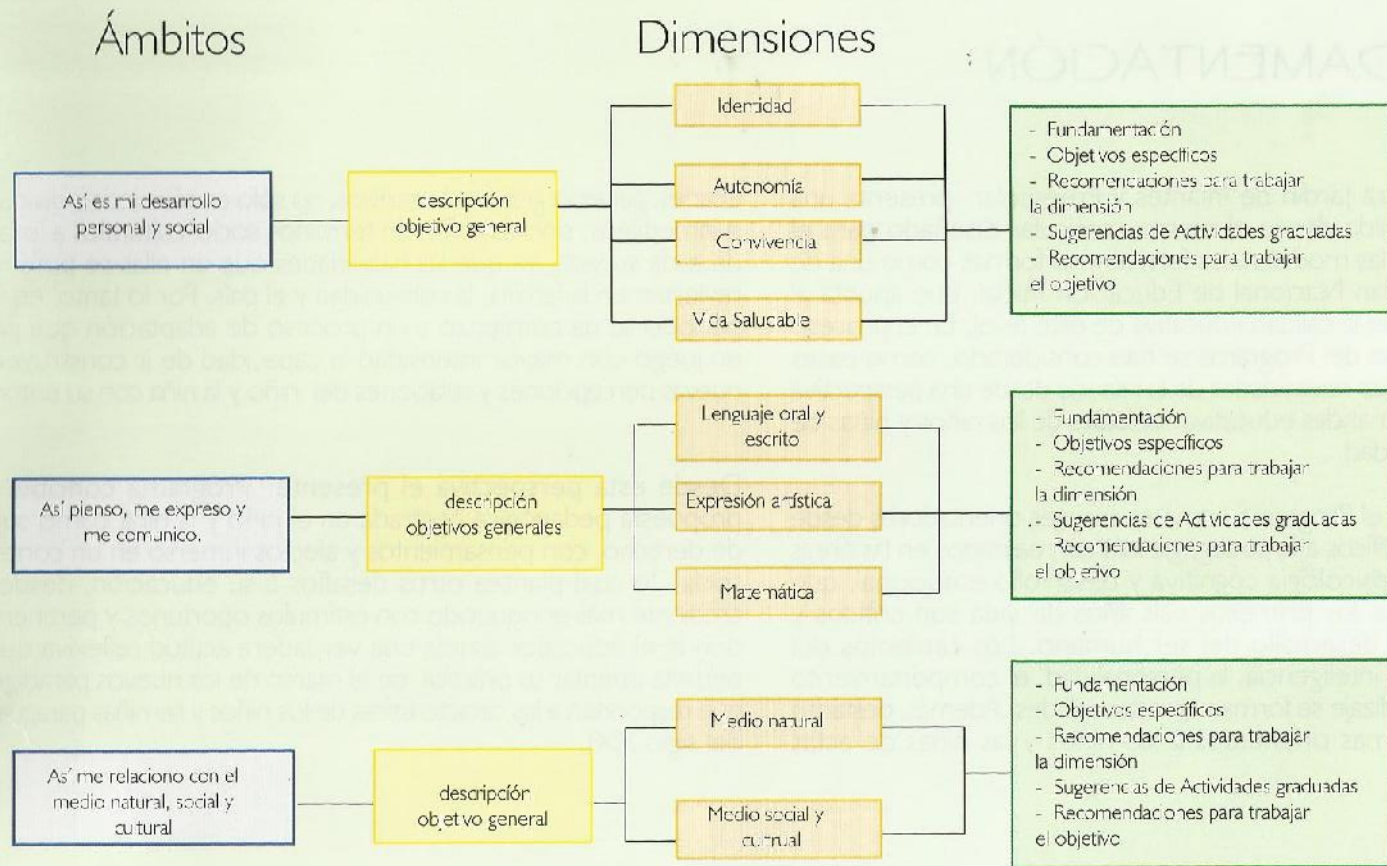 Ámbitos
Dimensiones
Así es mi desarrollo
personal y social
descripción
objetivo general
Identidad
Autonomía
Convivencia
Vida Saludable
- Fundamentación
- Objetivos específicos
- Recomendaciones para trabajar
la dimensión
- Sugerencias de Actividades graduadas
- Recomendaciones para trabajar
el objetivo
Así pienso, me expreso y
me comunico.
descripción
objetivos generales
Lenguaje oral y
escrito
Expresión artística
Matemática
- Fundamentación
- Objetivos específicos
- Recomendaciones para trabajar
la dimensión
- Sugerencias de Actividades graduadas
- Recomendaciones para trabajar
el objetivo
Así me relaciono con el
medio natural, social y
cultural
descripción
objetivo general
Medio natural
Medio social y
cultural
- Fundamentación
- Objetivos específicos
- Recomendaciones para trabajar
la dimensión
- Sugerencias de Actividades graduadas
- Recomendaciones para trabajar
el objetivo